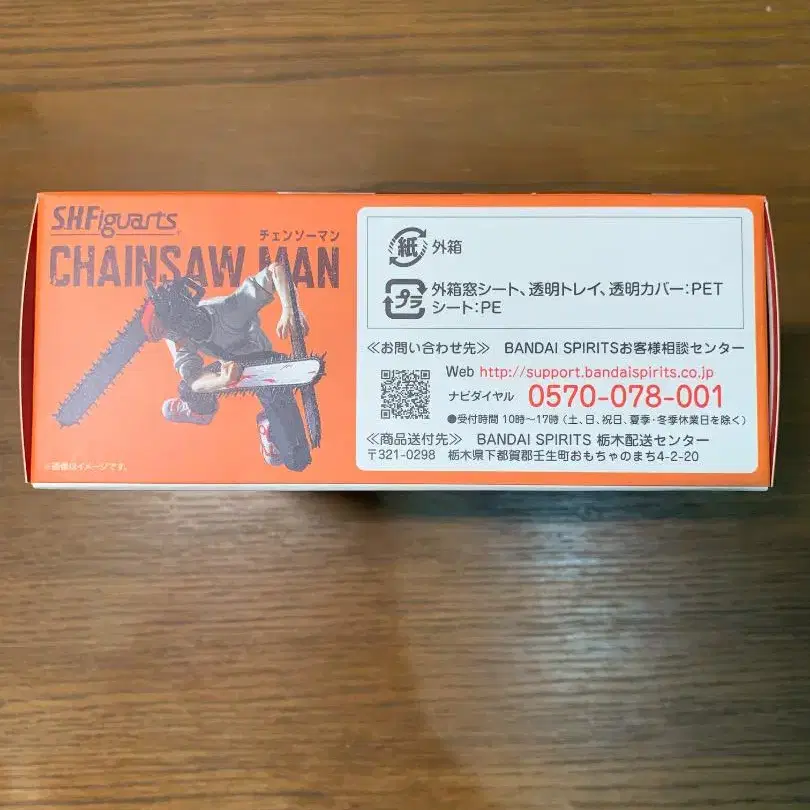 S.H.Figuarts
チェンソーマン
CHAINSAW MAN
※画像はイメージです。
紙 外箱
プラ 外箱窓シート、透明トレイ、透明カバー:PET
シート:PE
≪お問い合わせ先≫ BANDAI SPIRITSお客様相談センター
Web http://support.bandaispirits.co.jp
ナビダイヤル 0570-078-001
●受付時間 10時〜17時(土、日、祝日、夏季・冬季休業日を除く)
≪商品送付先≫ BANDAI SPIRITS 栃木配送センター
〒321-0298 栃木県下都賀郡壬生町おもちゃのまち4-2-20